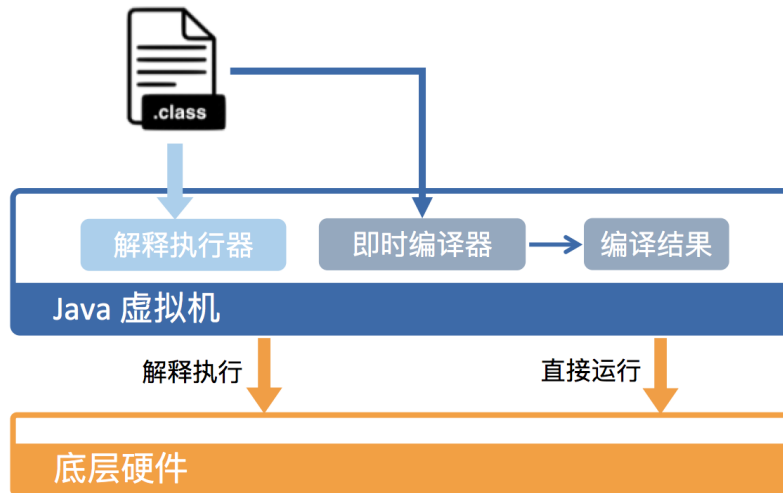 .class
解释执行器
即时编译器
编译结果
Java 虚拟机
解释执行
直接运行
底层硬件